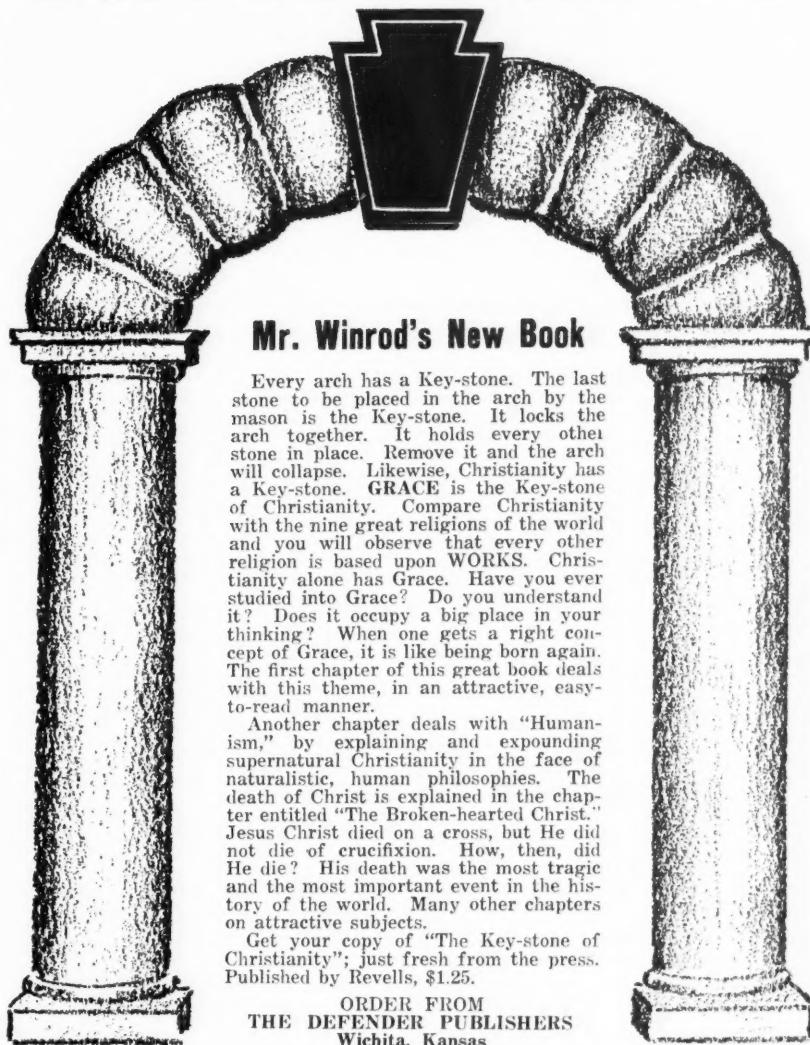 Mr. Winrod's New Book
Every arch has a Key-stone. The last
stone to be placed in the arch by the
mason is the Key-stone. It locks the
arch together. It holds every other
stone in place. Remove it and the arch
will collapse. Likewise, Christianity has
a Key-stone. GRACE is the Key-stone
of Christianity. Compare Christianity
with the nine great religions of the world
and you will observe that every other
religion is based upon WORKS. Chris-
tianity alone has Grace. Have you ever
studied into Grace? Do you understand
it? Does it occupy a big place in your
thinking? When one gets a right con-
cept of Grace, it is like being born again.
The first chapter of this great book deals
with this theme, in an attractive, easy-
to-read manner.
Another chapter deals with "Human-
ism," by explaining and expounding
supernatural Christianity in the face of
naturalistic, human philosophies. The
death of Christ is explained in the chap-
ter entitled "The Broken-hearted Christ."
Jesus Christ died on a cross, but He did
not die of crucifixion. How, then, did
He die? His death was the most tragic
and the most important event in the his-
tory of the world. Many other chapters
on attractive subjects.
Get your copy of "The Key-stone of
Christianity"; just fresh from the press.
Published by Revells, $1.25.
ORDER FROM
THE DEFENDER PUBLISHERS
Wichita, Kansas